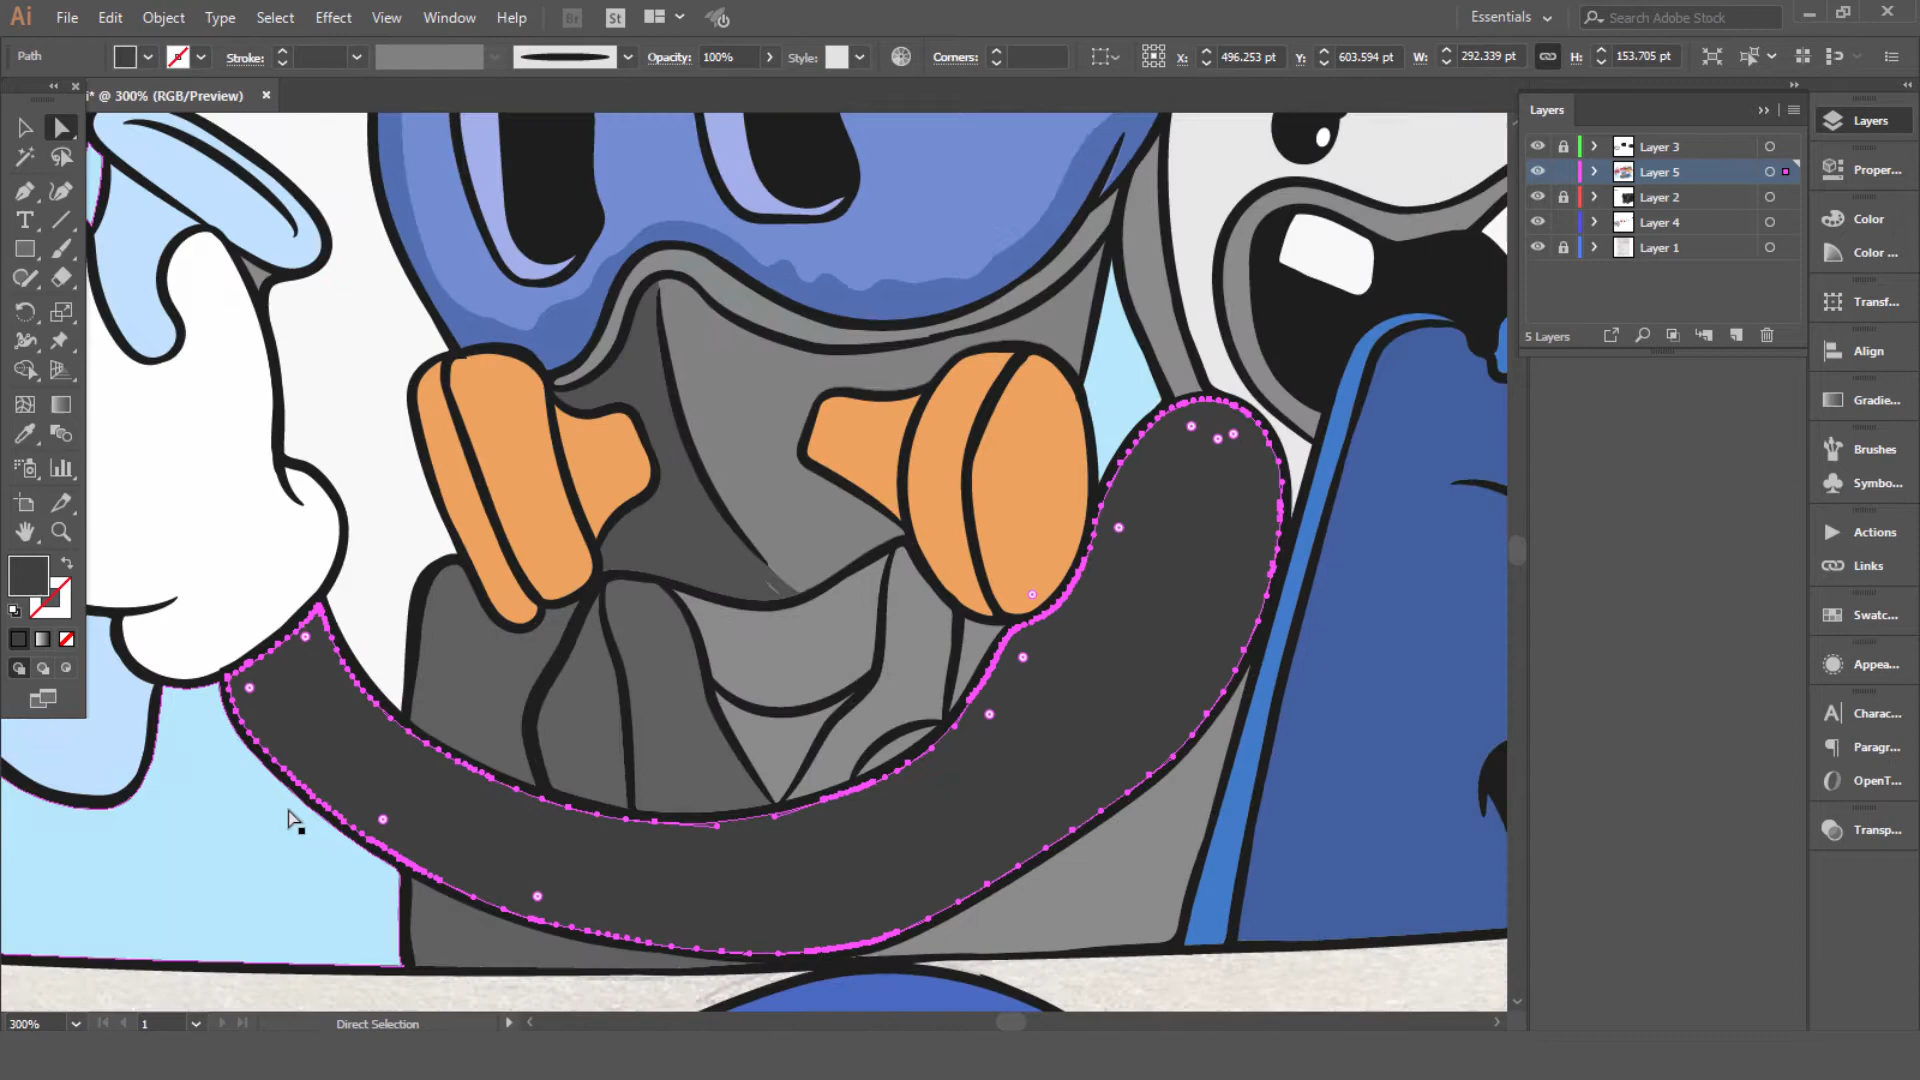 Ai File Edit Object Type Select Effect View Window Help Br St Essentials Search Adobe Stock
Path Stroke: Opacity: 100% Style: Corners: X: 496.253 pt Y: 603.594 pt W: 292.339 pt H: 153.705 pt
i* @ 300% (RGB/Preview)
Layers
Layer 3
Layer 5
Layer 2
Layer 4
Layer 1
5 Layers
Layers
Proper...
Color
Color ...
Transf...
Align
Gradie...
Brushes
Symbo...
Actions
Links
Swatc...
Appea...
Charac...
Paragr...
OpenT...
Transp...
300% 1 Direct Selection